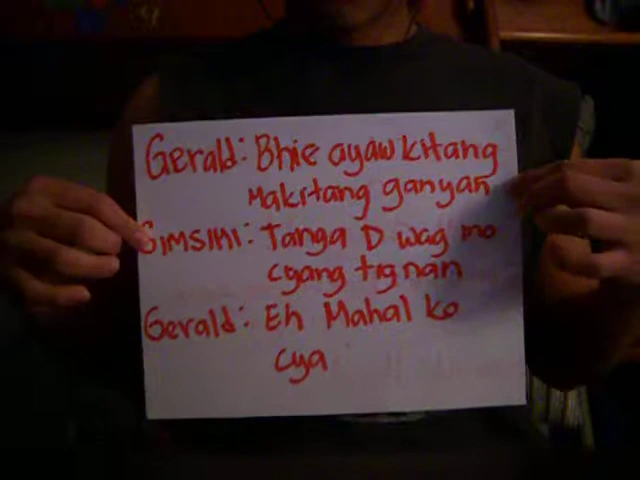 Gerald: Bhie ayaw kitang
Makitang ganyan
Simsimi: Tanga D wag mo
cyang tignan
Gerald: Eh Mahal ko
cya